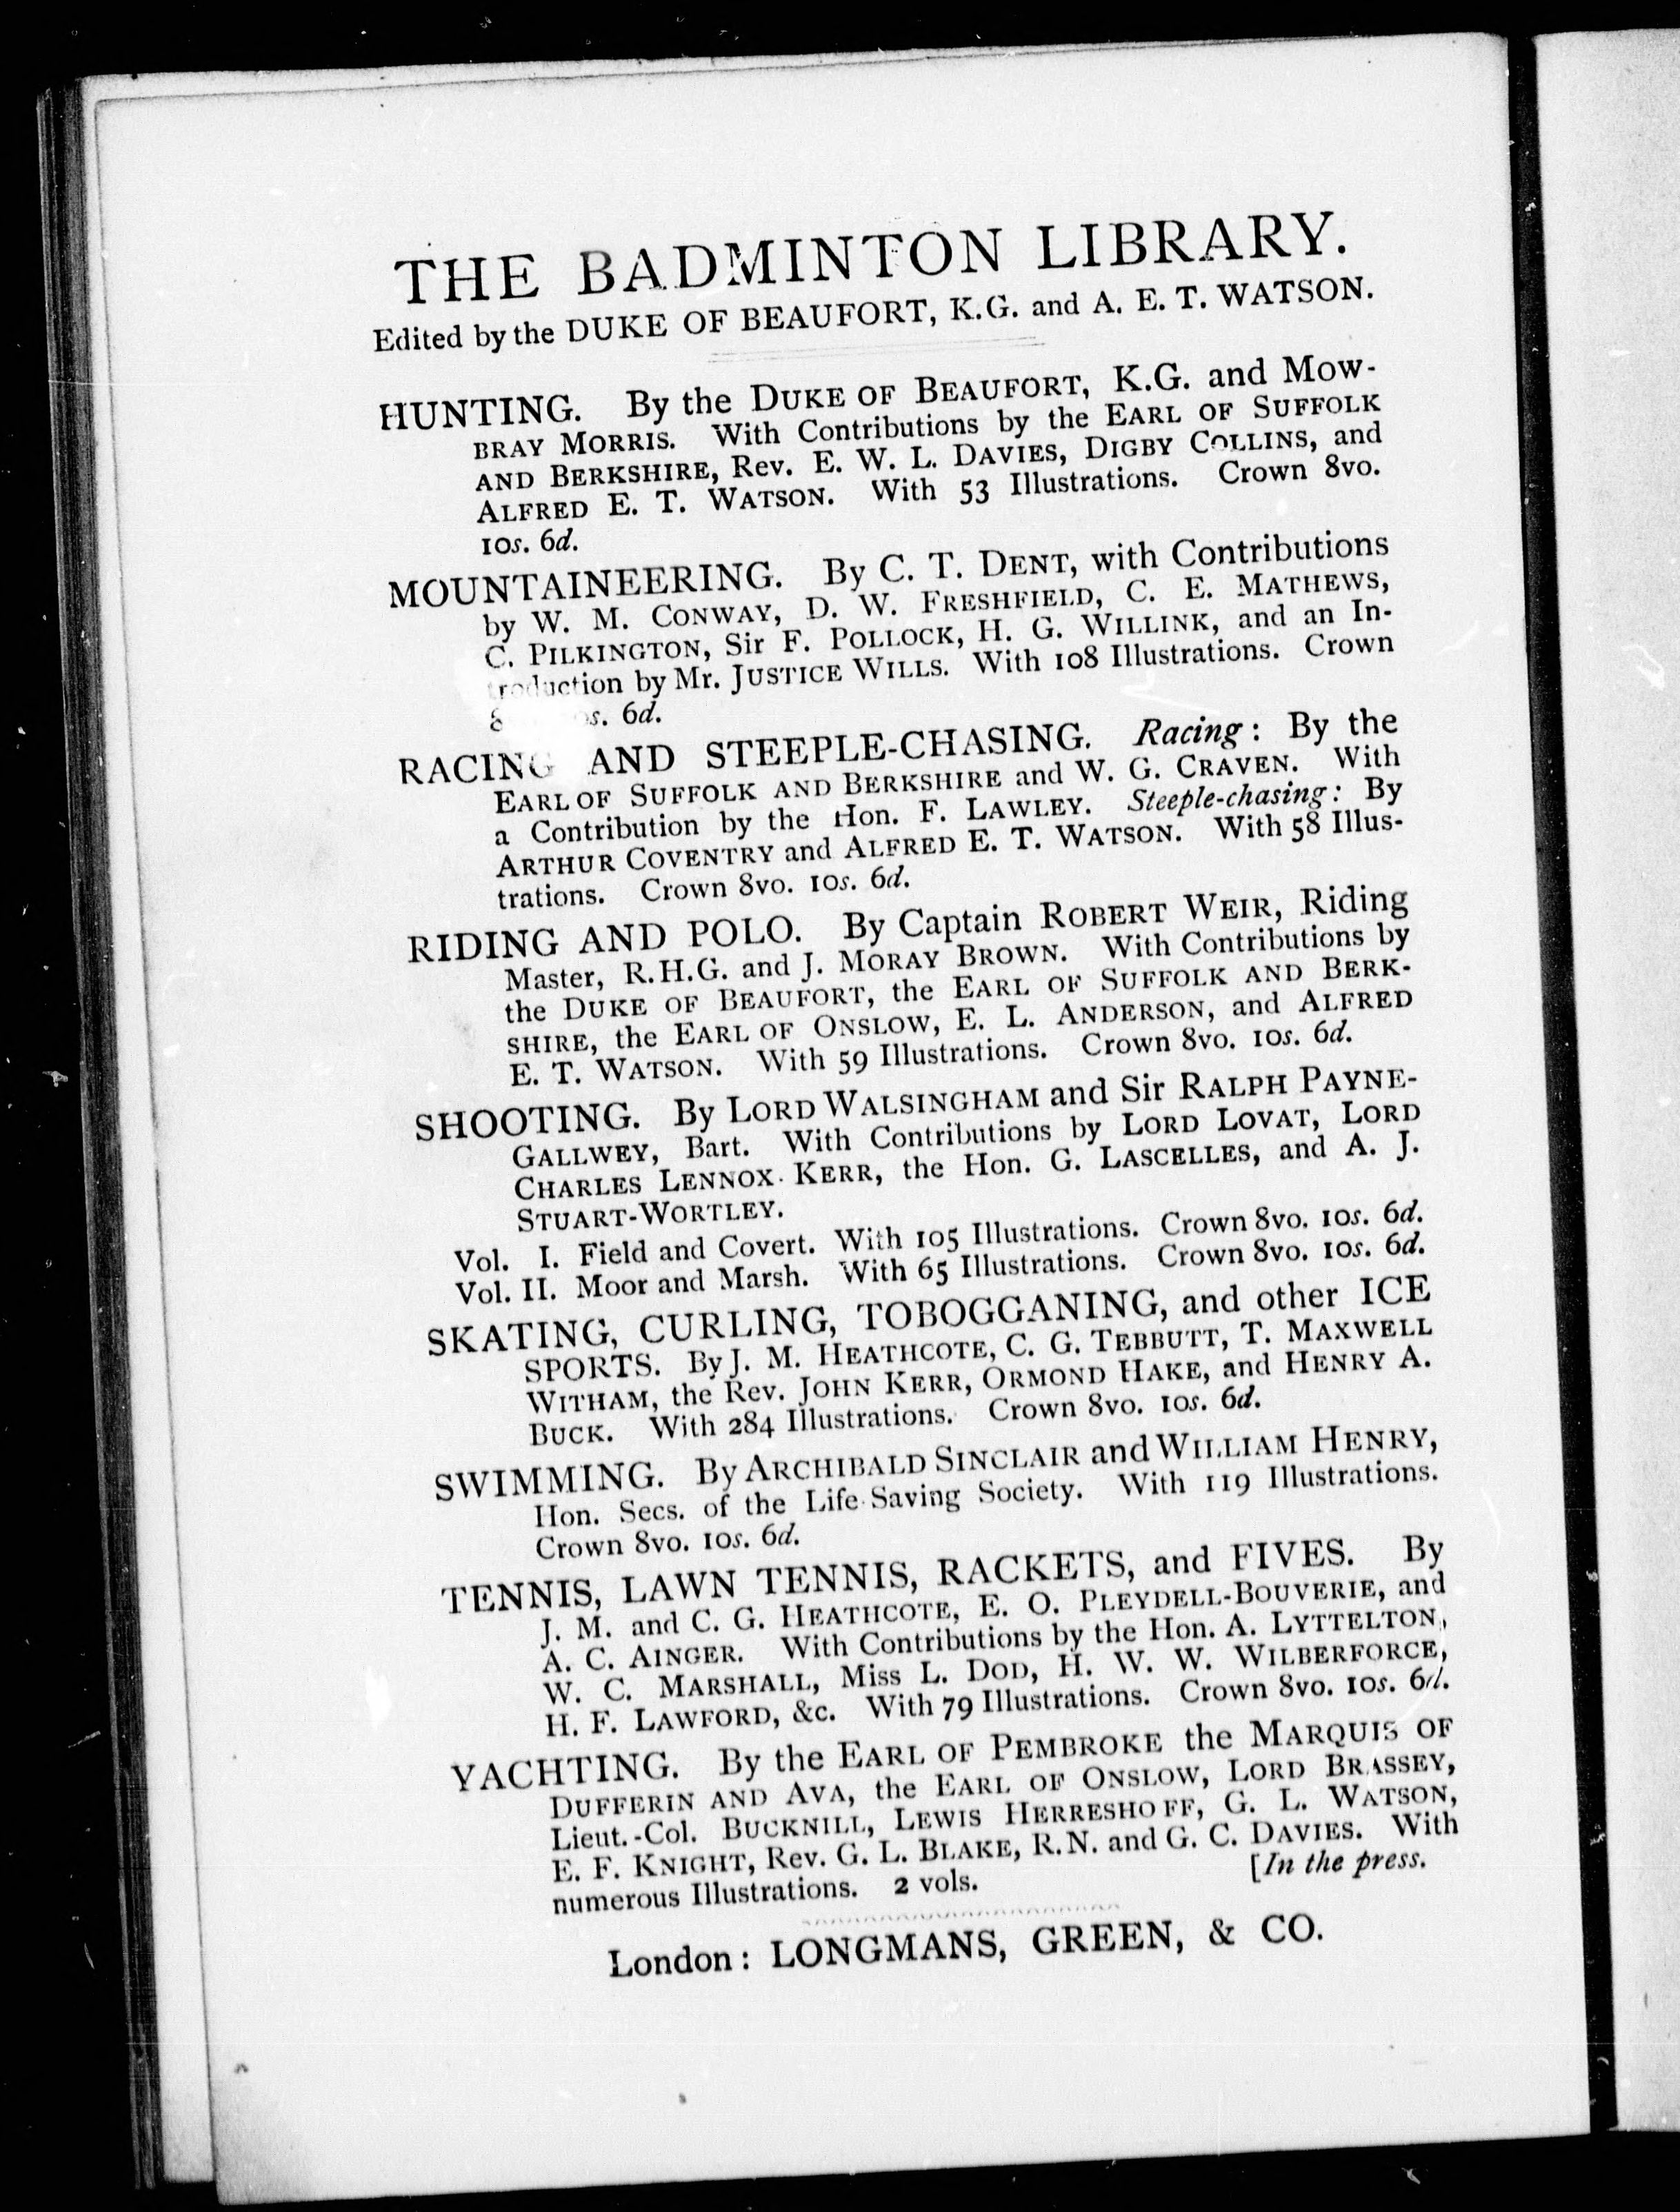 THE BADMINTON LIBRARY.
Edited by the DUKE OF BEAUFORT, K.G. and A. E. T. WATSON.
HUNTING. By the DUKE OF BEAUFORT, K.G. and MOW-
BRAY MORRIS. With Contributions by the EARL OF SUFFOLK
AND BERKSHIRE, Rev. E. W. L. DAVIES, DIGBY COLLINS, and
ALFRED E. T. WATSON. With 53 Illustrations. Crown 8vo.
10s. 6d.
MOUNTAINEERING. By C. T. DENT, with Contributions
by W. M. CONWAY, D. W. FRESHFIELD, C. E. MATHEWS,
C. PILKINGTON, Sir F. POLLOCK, H. G. WILLINK, and an In-
troduction by Mr. JUSTICE WILLS. With 108 Illustrations. Crown
6d.
RACING AND STEEPLE-CHASING. Racing: By the
EARL OF SUFFOLK AND BERKSHIRE and W. G. CRAVEN. With
a Contribution by the Hon. F. LAWLEY. Steeple-chasing: By
ARTHUR COVENTRY and ALFRED E. T. WATSON. With 58 Illus-
trations. Crown 8vo. 10s. 6d.
RIDING AND POLO. By Captain ROBERT WEIR, Riding
Master, R.H.G. and J. MORAY BROWN. With Contributions by
the DUKE OF BEAUFORT, the EARL OF SUFFOLK AND BERK-
SHIRE, the EARL OF ONSLOW, E. L. ANDERSON, and ALFRED
E. T. WATSON. With 59 Illustrations. Crown 8vo. 10s. 6d.
SHOOTING. By LORD WALSINGHAM and Sir RALPH PAYNE-
GALLWEY, Bart. With Contributions by LORD LOVAT, LORD
CHARLES LENNOX KERR, the Hon. G. LASCELLES, and A. J.
STUART-WORTLEY.
Vol. I. Field and Covert. With 105 Illustrations. Crown 8vo. 10s. 6d.
Vol. II. Moor and Marsh. With 65 Illustrations. Crown 8vo. 10s. 6d.
SKATING, CURLING, TOBOGGANING, and other ICE
SPORTS. By J. M. HEATHCOTE, C. G. TEBBUTT, T. MAXWELL
WITHAM, the Rev. JOHN KERR, ORMOND HAKE, and HENRY A.
BUCK. With 284 Illustrations. Crown 8vo. 10s. 6d.
SWIMMING. By ARCHIBALD SINCLAIR and WILLIAM HENRY,
Hon. Secs. of the Life Saving Society. With 119 Illustrations.
Crown 8vo. 10s. 6d.
TENNIS, LAWN TENNIS, RACKETS, and FIVES. By
J. M. and C. G. HEATHCOTE, E. O. PLEYDELL-BOUVERIE, and
A. C. AINGER. With Contributions by the Hon. A. LYTTELTON,
W. C. MARSHALL, Miss L. DOD, H. W. W. WILBERFORCE,
H. F. LAWFORD, &c. With 79 Illustrations. Crown 8vo. 10s. 6d.
YACHTING. By the EARL OF PEMBROKE the MARQUIS OF
DUFFERIN AND AVA, the EARL OF ONSLOW, LORD BRASSEY,
Lieut.-Col. BUCKNILL, LEWIS HERRESHOFF, G. L. WATSON,
E. F. KNIGHT, Rev. G. L. BLAKE, R.N. and G. C. DAVIES. With
numerous Illustrations. 2 vols. [In the press.
London: LONGMANS, GREEN, & CO.